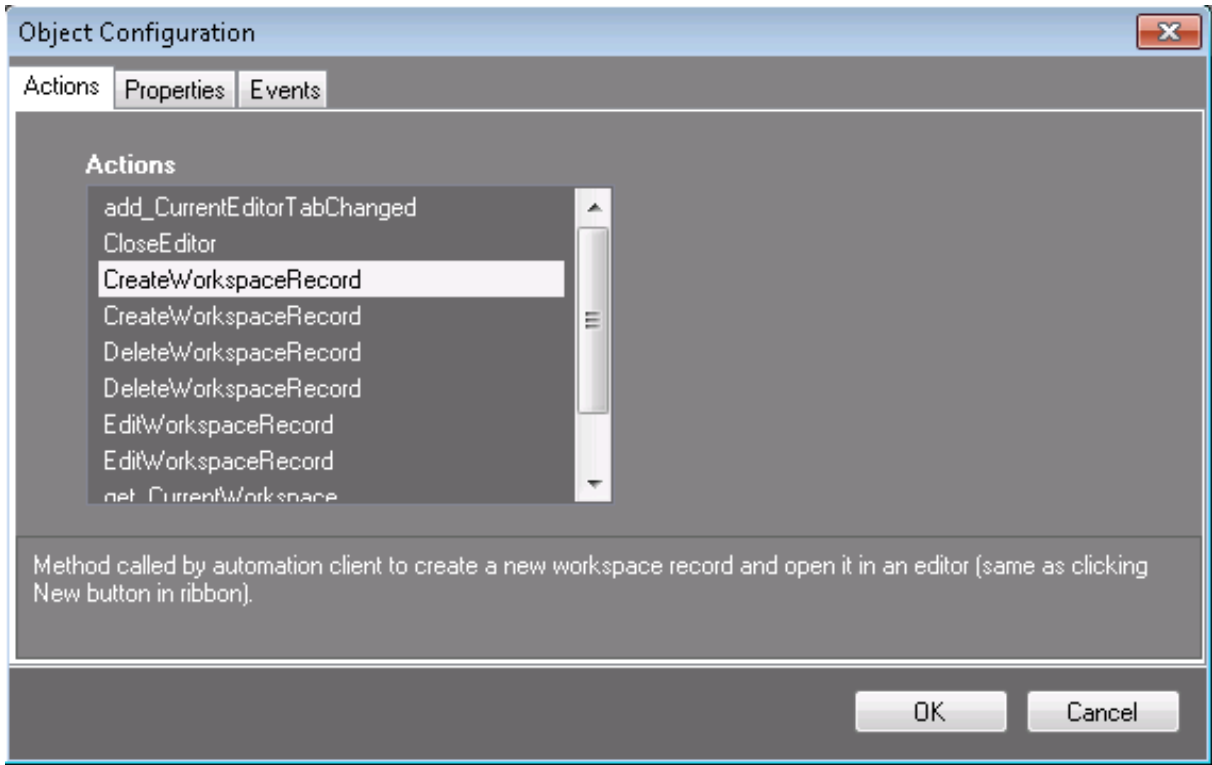 Object Configuration
Actions
Properties
Events
Actions
add_CurrentEditorTabChanged
CloseEditor
CreateWorkspaceRecord
CreateWorkspaceRecord
DeleteWorkspaceRecord
DeleteWorkspaceRecord
EditWorkspaceRecord
EditWorkspaceRecord
get_CurrentWorkspace
Method called by automation client to create a new workspace record and open it in an editor (same as clicking
New button in ribbon).
OK
Cancel